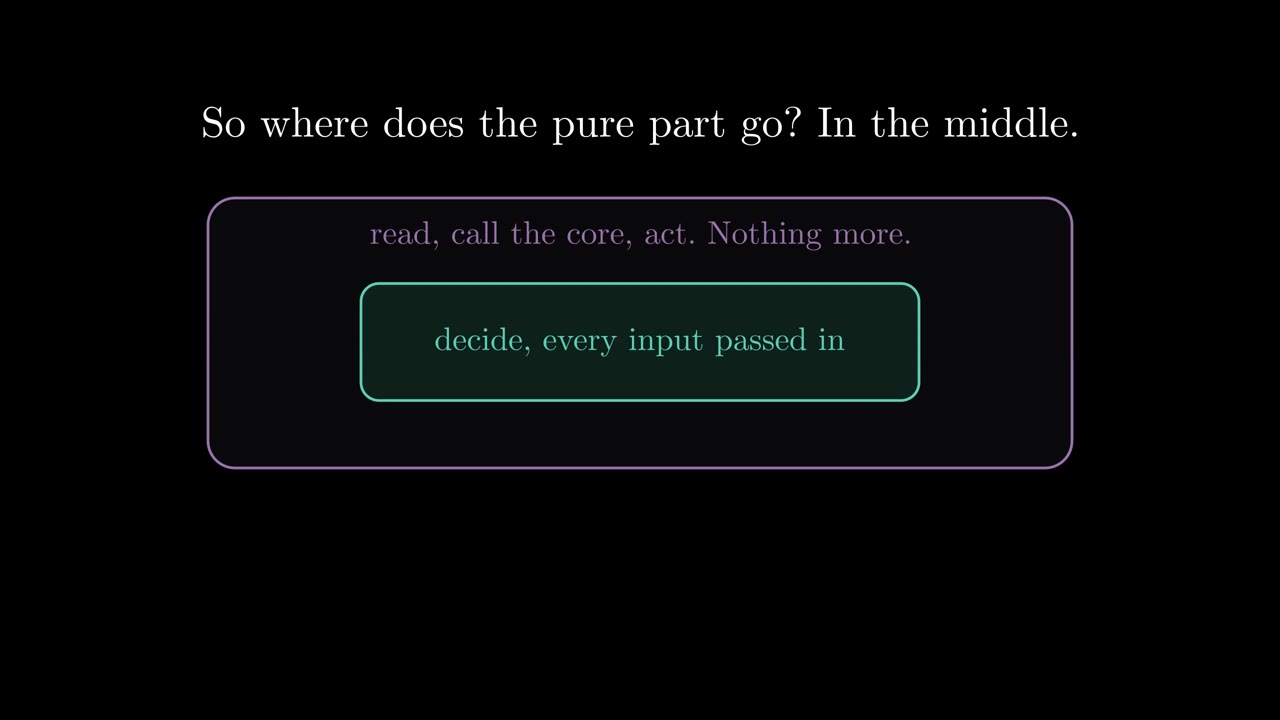 So where does the pure part go? In the middle.
read, call the core, act. Nothing more.
decide, every input passed in